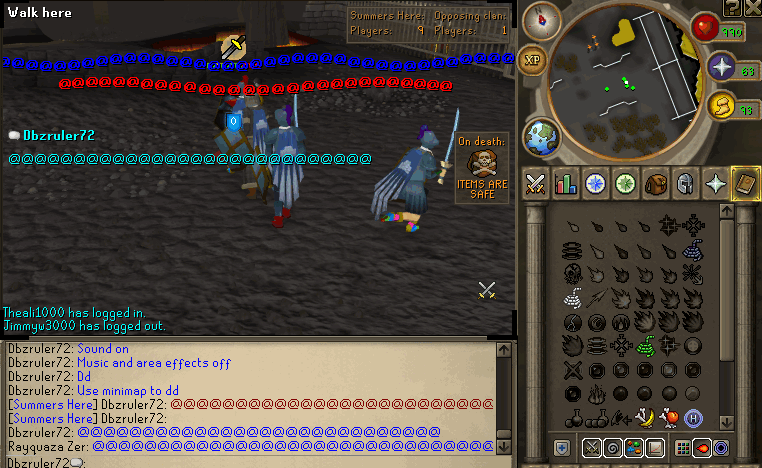 Walk here
Summers Here: Opposing clan:
Players: 9 Players: 1
990
XP
63
93
@@@@@@@@@@@@@@@@@@@@@@@@@@@@@@@@@@@
@@@@@@@@@@@@@@@@@@@@@@@@@@@@
0
Dbzruler72
@@@@@@@@@@@@@@@@@@@@@@@@@@@@
On death:
ITEMS ARE
SAFE
Theali1000 has logged in.
Jimmyw3000 has logged out.
Dbzruler72: Sound on
Dbzruler72: Music and area effects off
Dbzruler72: Dd
Dbzruler72: Use minimap to dd
[Summers Here] Dbzruler72: @@@@@@@@@@@@@@@@@@@@@@@@@
[Summers Here] Dbzruler72:
Dbzruler72: @@@@@@@@@@@@@@@@@@@@@@@@@@@@
Rayquaza Zer: @@@@@@@@@@@@@@@@@@@@@@@@@@@@@@@
Dbzruler72
H